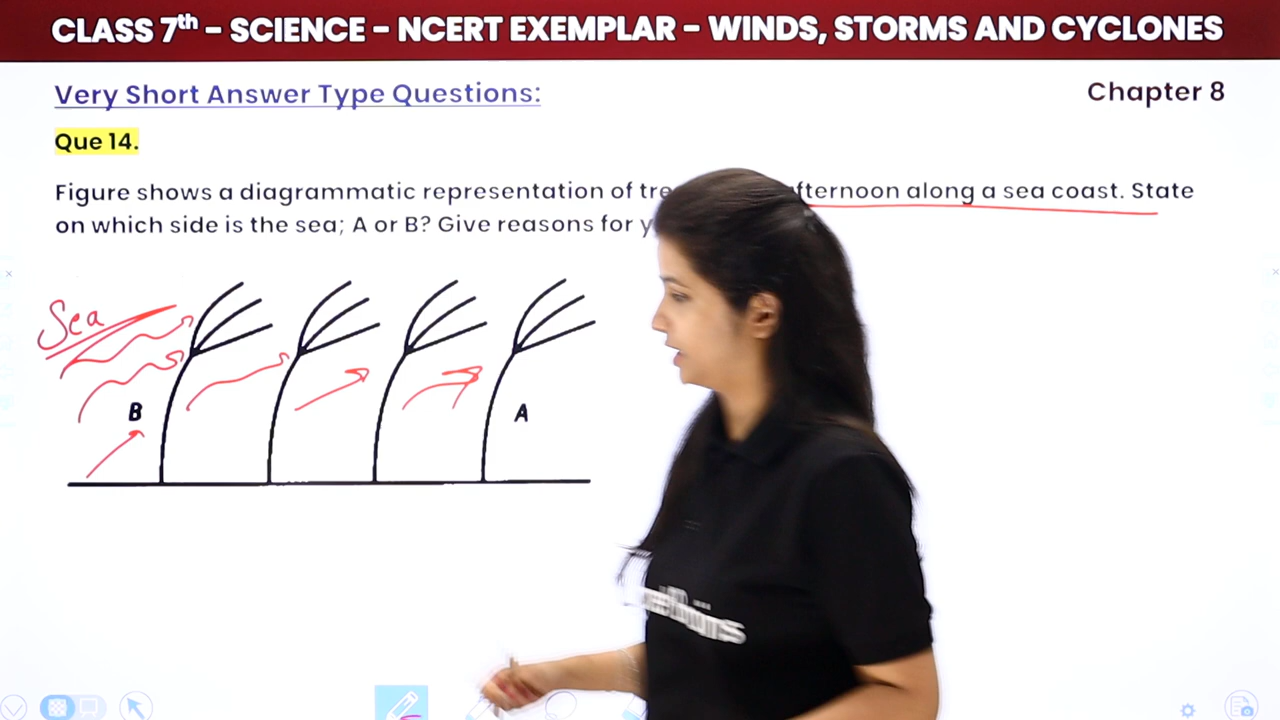 CLASS 7th – SCIENCE – NCERT EXEMPLAR – WINDS, STORMS AND CYCLONES
Very Short Answer Type Questions:
Chapter 8
Que 14.
Figure shows a diagrammatic representation of along a sea coast. State
on which side is the sea; A or B? Give reasons for
Sea
B
A